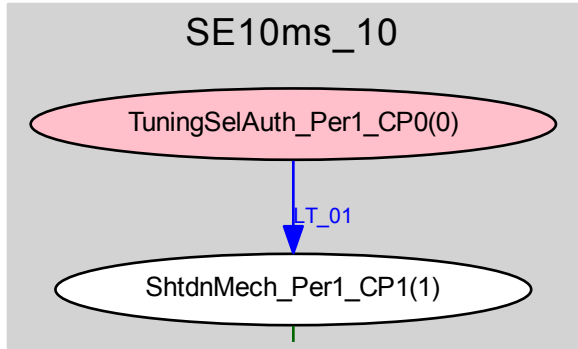 SE10ms_10
TuningSelAuth_Per1_CP0(0)
LT_01
ShtdnMech_Per1_CP1(1)